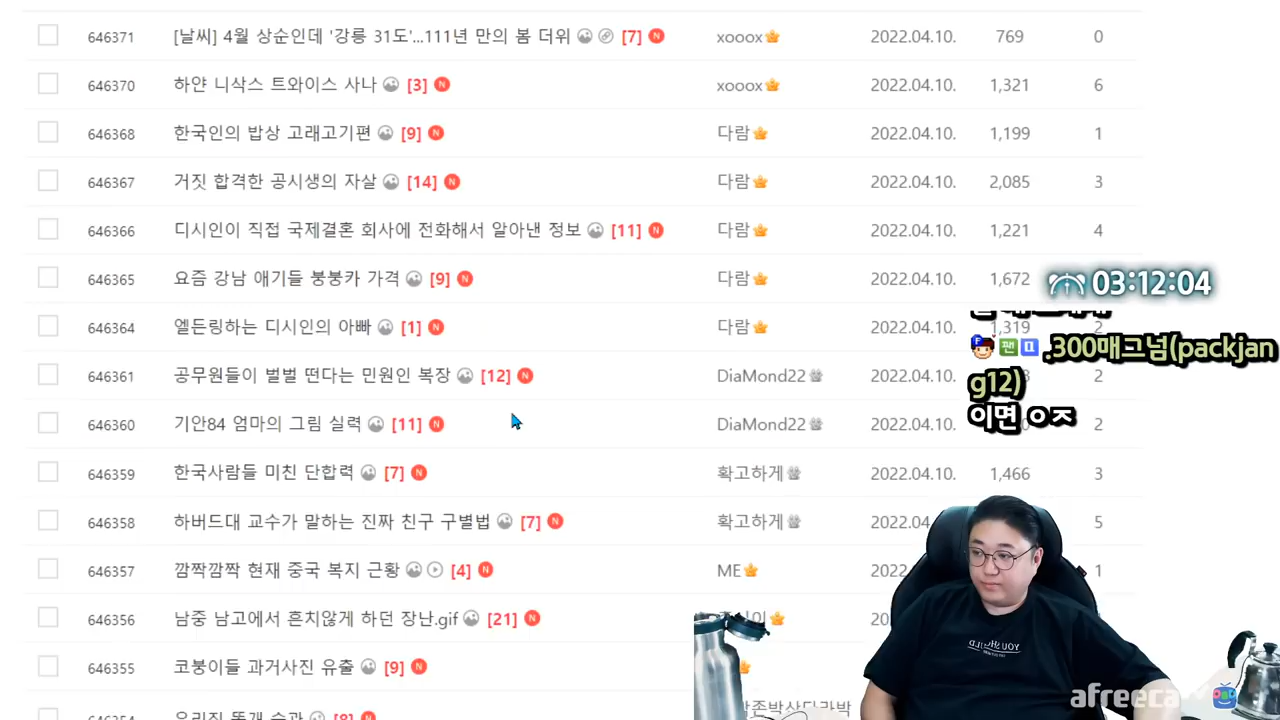 646371 [날씨] 4월 상순인데 '강릉 31도'...111년 만의 봄 더위 [7] N xooox 2022.04.10. 769 0
646370 하얀 니삭스 트와이스 사나 [3] N xooox 2022.04.10. 1,321 6
646368 한국인의 밥상 고래고기편 [9] N 다람 2022.04.10. 1,199 1
646367 거짓 합격한 공시생의 자살 [14] N 다람 2022.04.10. 2,085 3
646366 디시인이 직접 국제결혼 회사에 전화해서 알아낸 정보 [11] N 다람 2022.04.10. 1,221 4
646365 요즘 강남 애기들 붕붕카 가격 [9] N 다람 2022.04.10. 1,672
03:12:04
646364 엘든링하는 디시인의 아빠 [1] N 다람 2022.04.10. 1,319 2
팬 .300매그넘(packjan
g12)
이면 ㅇㅈ
646361 공무원들이 벌벌 떤다는 민원인 복장 [12] N DiaMond22 2022.04.10. 2
646360 기안84 엄마의 그림 실력 [11] N DiaMond22 2022.04.10. 2
646359 한국사람들 미친 단합력 [7] N 확고하게 2022.04.10. 1,466 3
646358 하버드대 교수가 말하는 진짜 친구 구별법 [7] N 확고하게 2022.04 5
646357 깜짝깜짝 현재 중국 복지 근황 [4] N ME 2022 1
646356 남중 남고에서 흔치않게 하던 장난.gif [21] N 20
646355 코붕이들 과거사진 유출 [9] N
YOU SHOULD
afreeca